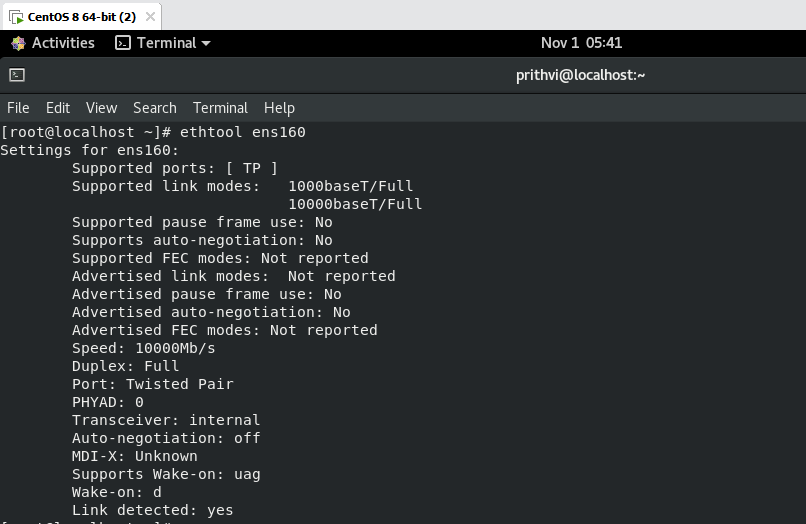 CentOS 8 64-bit (2)
Activities Terminal Nov 1 05:41
prithvi@localhost:~
File Edit View Search Terminal Help
[root@localhost ~]# ethtool ens160
Settings for ens160:
Supported ports: [ TP ]
Supported link modes: 1000baseT/Full
10000baseT/Full
Supported pause frame use: No
Supports auto-negotiation: No
Supported FEC modes: Not reported
Advertised link modes: Not reported
Advertised pause frame use: No
Advertised auto-negotiation: No
Advertised FEC modes: Not reported
Speed: 10000Mb/s
Duplex: Full
Port: Twisted Pair
PHYAD: 0
Transceiver: internal
Auto-negotiation: off
MDI-X: Unknown
Supports Wake-on: uag
Wake-on: d
Link detected: yes